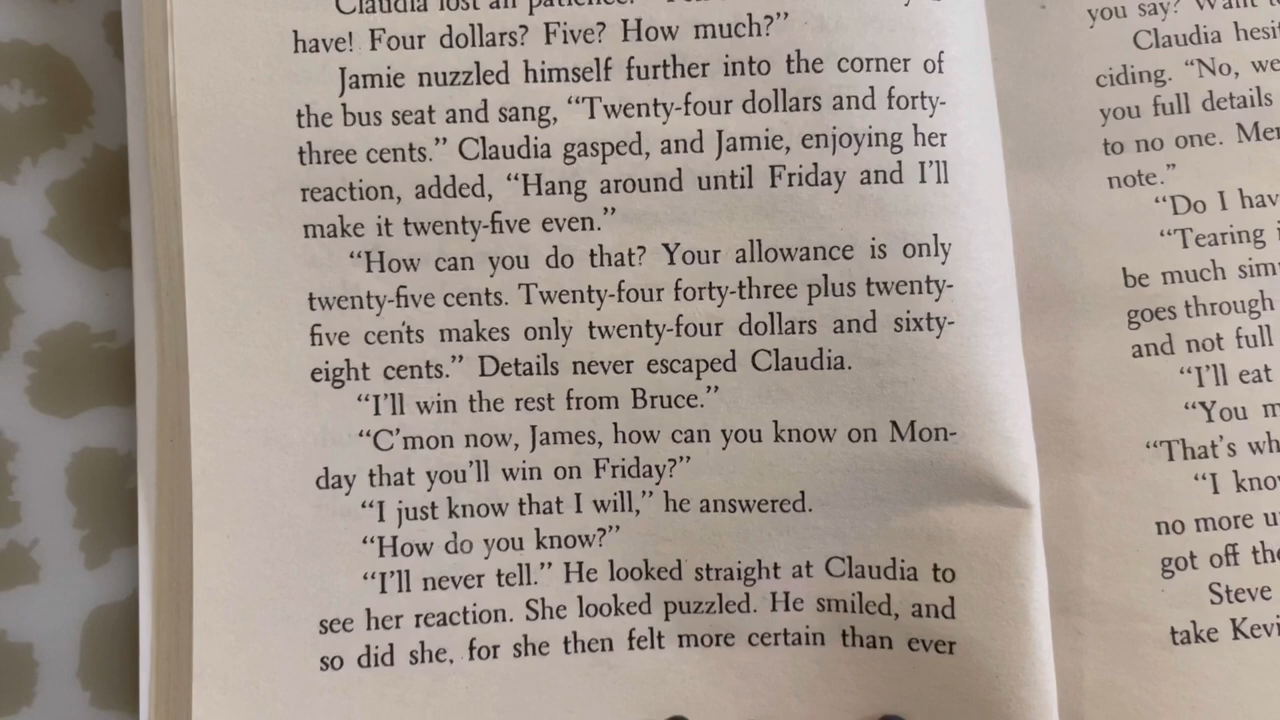 Claudia lost all patience.
have! Four dollars? Five? How much?”
Jamie nuzzled himself further into the corner of
the bus seat and sang, “Twenty-four dollars and forty-
three cents.” Claudia gasped, and Jamie, enjoying her
reaction, added, “Hang around until Friday and I’ll
make it twenty-five even.”
“How can you do that? Your allowance is only
twenty-five cents. Twenty-four forty-three plus twenty-
five cents makes only twenty-four dollars and sixty-
eight cents.” Details never escaped Claudia.
“I’ll win the rest from Bruce.”
“C’mon now, James, how can you know on Mon-
day that you’ll win on Friday?”
“I just know that I will,” he answered.
“How do you know?”
“I’ll never tell.” He looked straight at Claudia to
see her reaction. She looked puzzled. He smiled, and
so did she, for she then felt more certain than ever
you say? Want
Claudia
ciding. “No, we
you full details
to no one.
note.”
“Do I
“Tearing
be much
goes through
and not full
“I’ll eat
“You
“That’s
“I
no more
got off
Steve
take